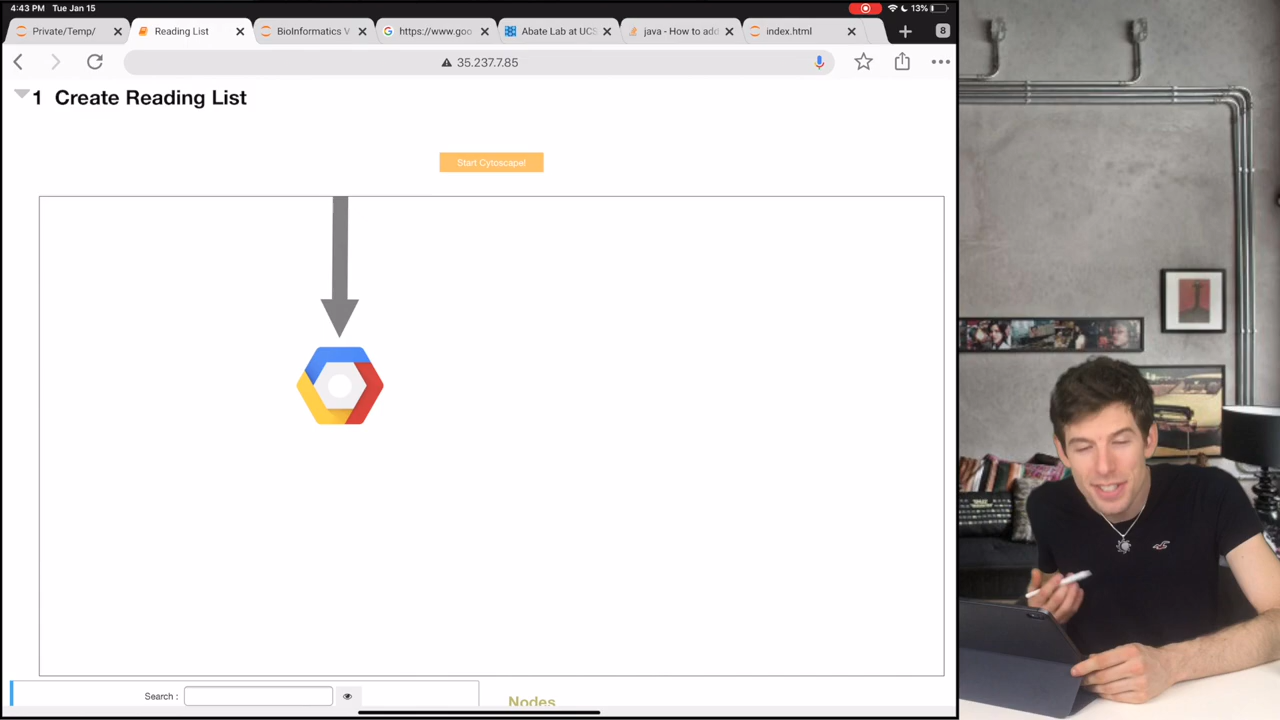 4:43 PM Tue Jan 15 13%
Private/Temp/ Reading List BioInformatics V https://www.goo Abate Lab at UCS java - How to add index.html 8
35.237.7.85
1 Create Reading List
Start Cytoscape!
Search :
Nodes